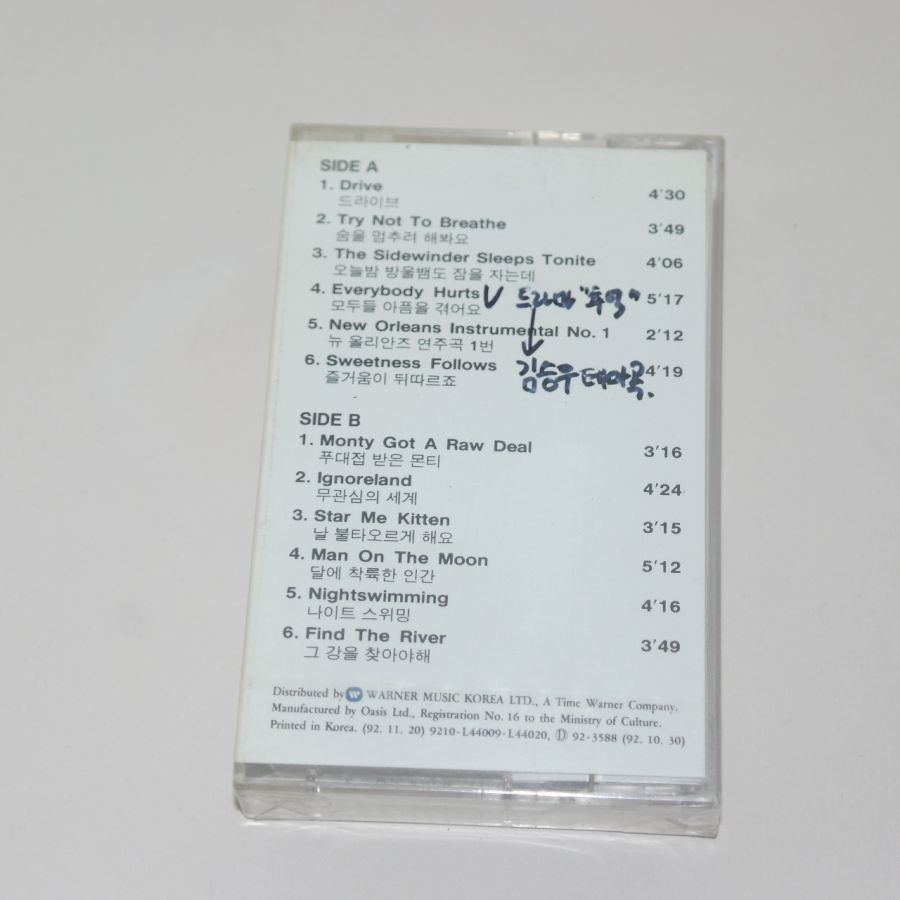 SIDE A
1. Drive 4'30
드라이브
2. Try Not To Breathe 3'49
숨을 멈추려 해봐요
3. The Sidewinder Sleeps Tonite 4'06
오늘밤 방울뱀도 잠을 자는데
4. Everybody Hurts V 드라마 "추억" 5'17
모두들 아픔을 겪어요
5. New Orleans Instrumental No. 1 2'12
뉴 올리안즈 연주곡 1번
6. Sweetness Follows 4'19
즐거움이 뒤따르죠 김승우 테마곡.
SIDE B
1. Monty Got A Raw Deal 3'16
푸대접 받은 몬티
2. Ignoreland 4'24
무관심의 세계
3. Star Me Kitten 3'15
날 불타오르게 해요
4. Man On The Moon 5'12
달에 착륙한 인간
5. Nightswimming 4'16
나이트 스위밍
6. Find The River 3'49
그 강을 찾아야해
Distributed by WARNER MUSIC KOREA LTD., A Time Warner Company.
Manufactured by Oasis Ltd., Registration No. 16 to the Ministry of Culture.
Printed in Korea. (92. 11. 20) 9210-L44009-L44020, Ⓓ 92-3588 (92. 10. 30)